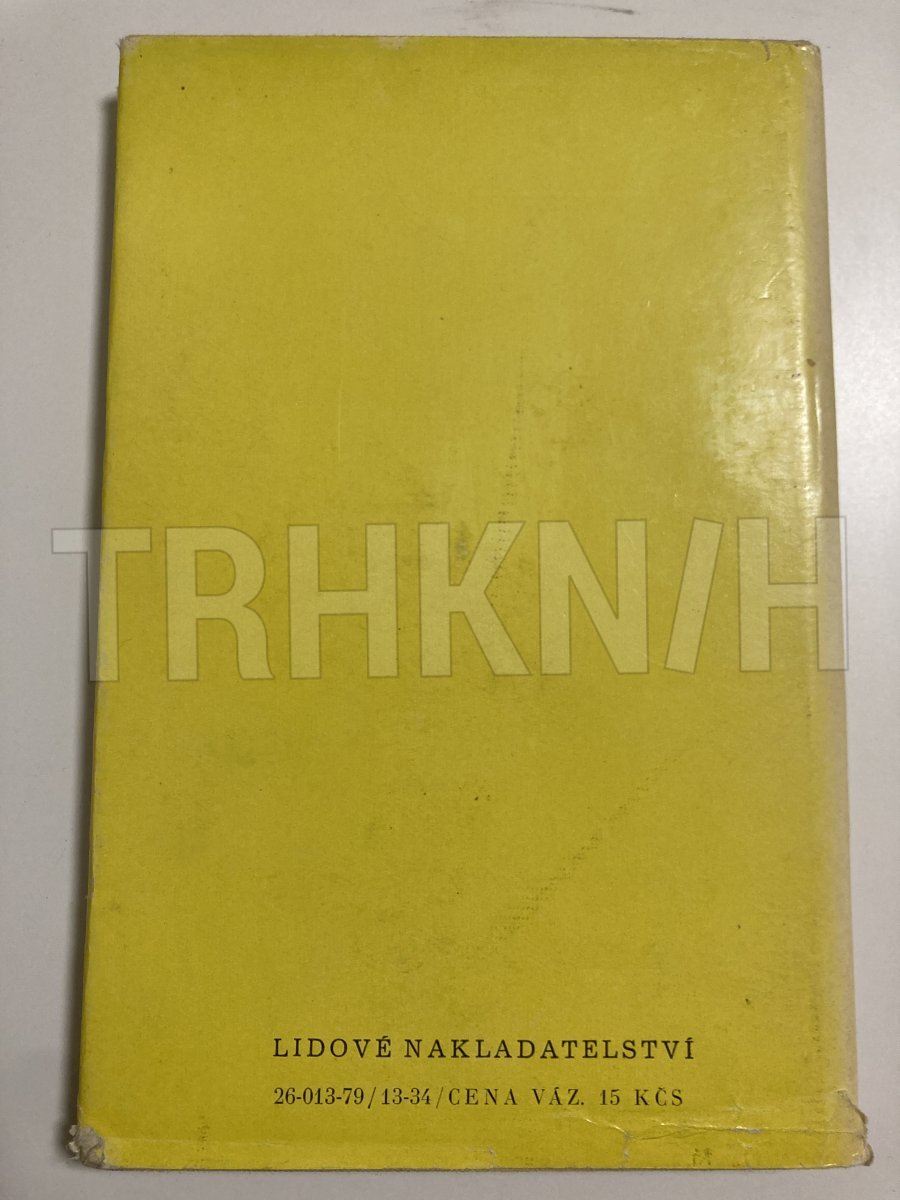 TRHKNIH
LIDOVÉ NAKLADATELSTVÍ
26-013-79/13-34/CENA VÁZ. 15 KČS